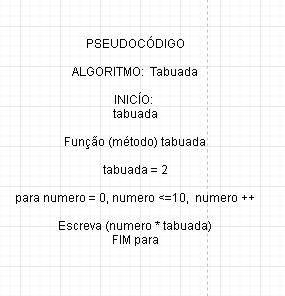 PSEUDOCÓDIGO
ALGORITMO: Tabuada
INICÍO:
tabuada
Função (método) tabuada
tabuada = 2
para numero = 0, numero <=10, numero ++
Escreva (numero * tabuada)
FIM para